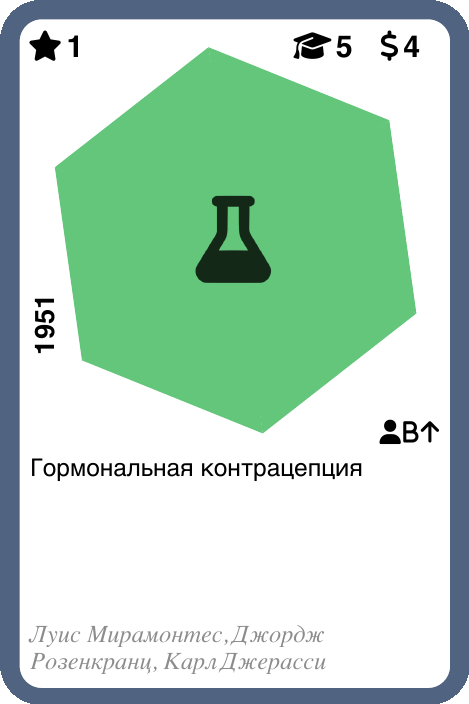 1 5 $4
1951
B↑
Гормональная контрацепция
Луис Мирамонтес, Джордж
Розенкранц, Карл Джерасси